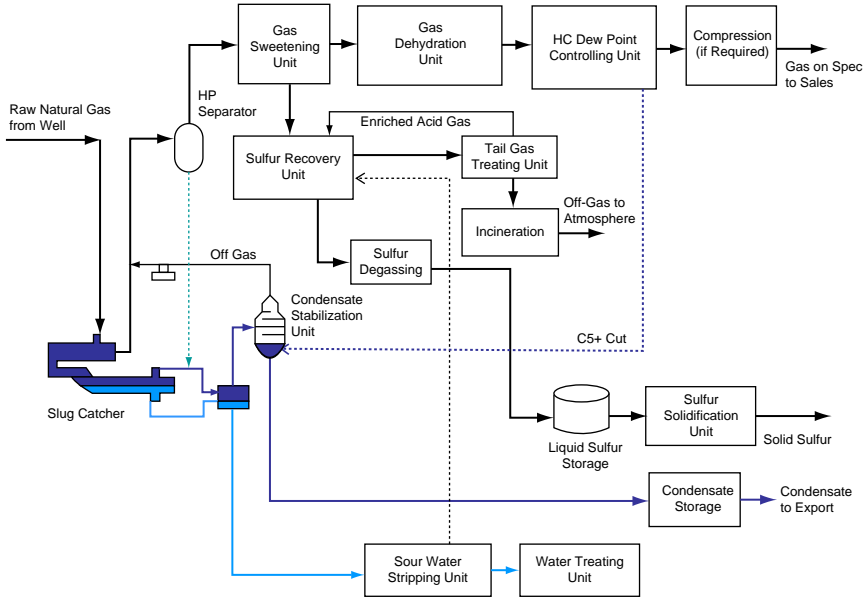 Gas
Sweetening
Unit
Gas
Dehydration
Unit
HC Dew Point
Controlling Unit
Compression
(if Required)
Gas on Spec
to Sales
HP
Separator
Raw Natural Gas
from Well
Enriched Acid Gas
Sulfur Recovery
Unit
Tail Gas
Treating Unit
Off-Gas to
Atmosphere
Incineration
Off Gas
Sulfur
Degassing
Condensate
Stabilization
Unit
C5+ Cut
Slug Catcher
Sulfur
Solidification
Unit
Liquid Sulfur
Storage
Solid Sulfur
Condensate
Storage
Condensate
to Export
Sour Water
Stripping Unit
Water Treating
Unit